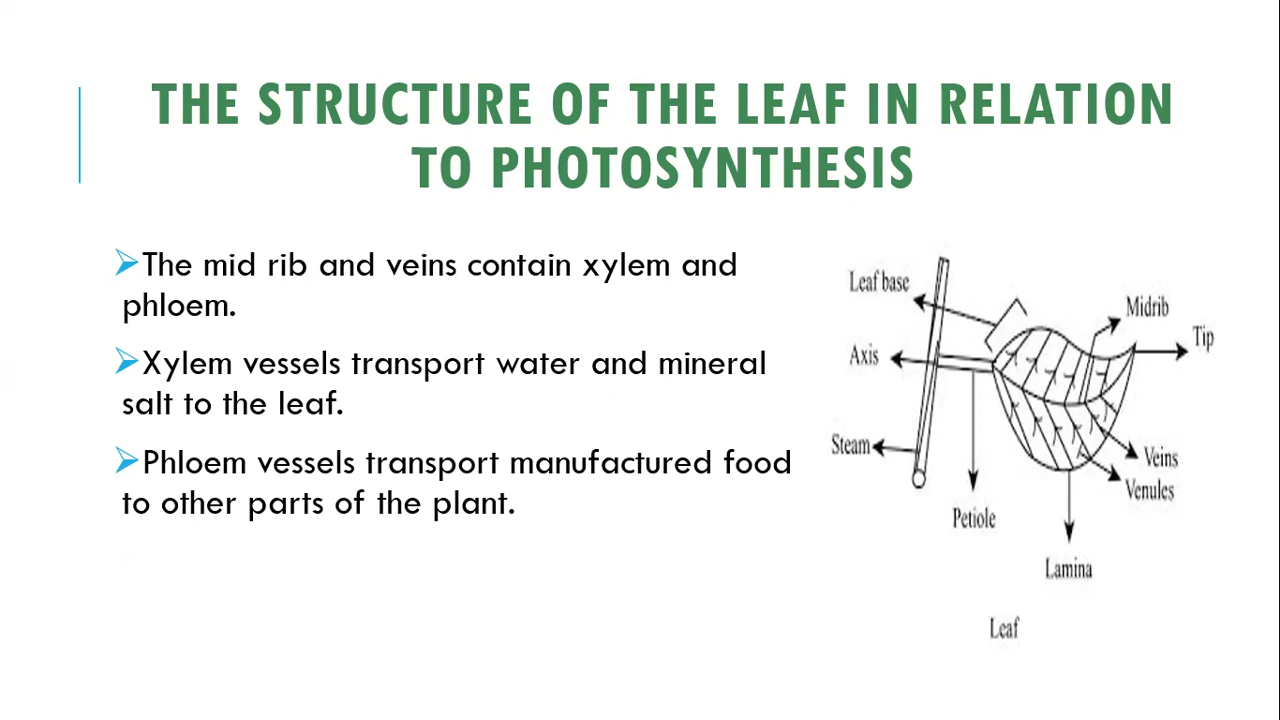 THE STRUCTURE OF THE LEAF IN RELATION
TO PHOTOSYNTHESIS
The mid rib and veins contain xylem and
phloem.
Xylem vessels transport water and mineral
salt to the leaf.
Phloem vessels transport manufactured food
to other parts of the plant.
Leaf base
Midrib
Tip
Axis
Steam
Veins
Venules
Petiole
Lamina
Leaf